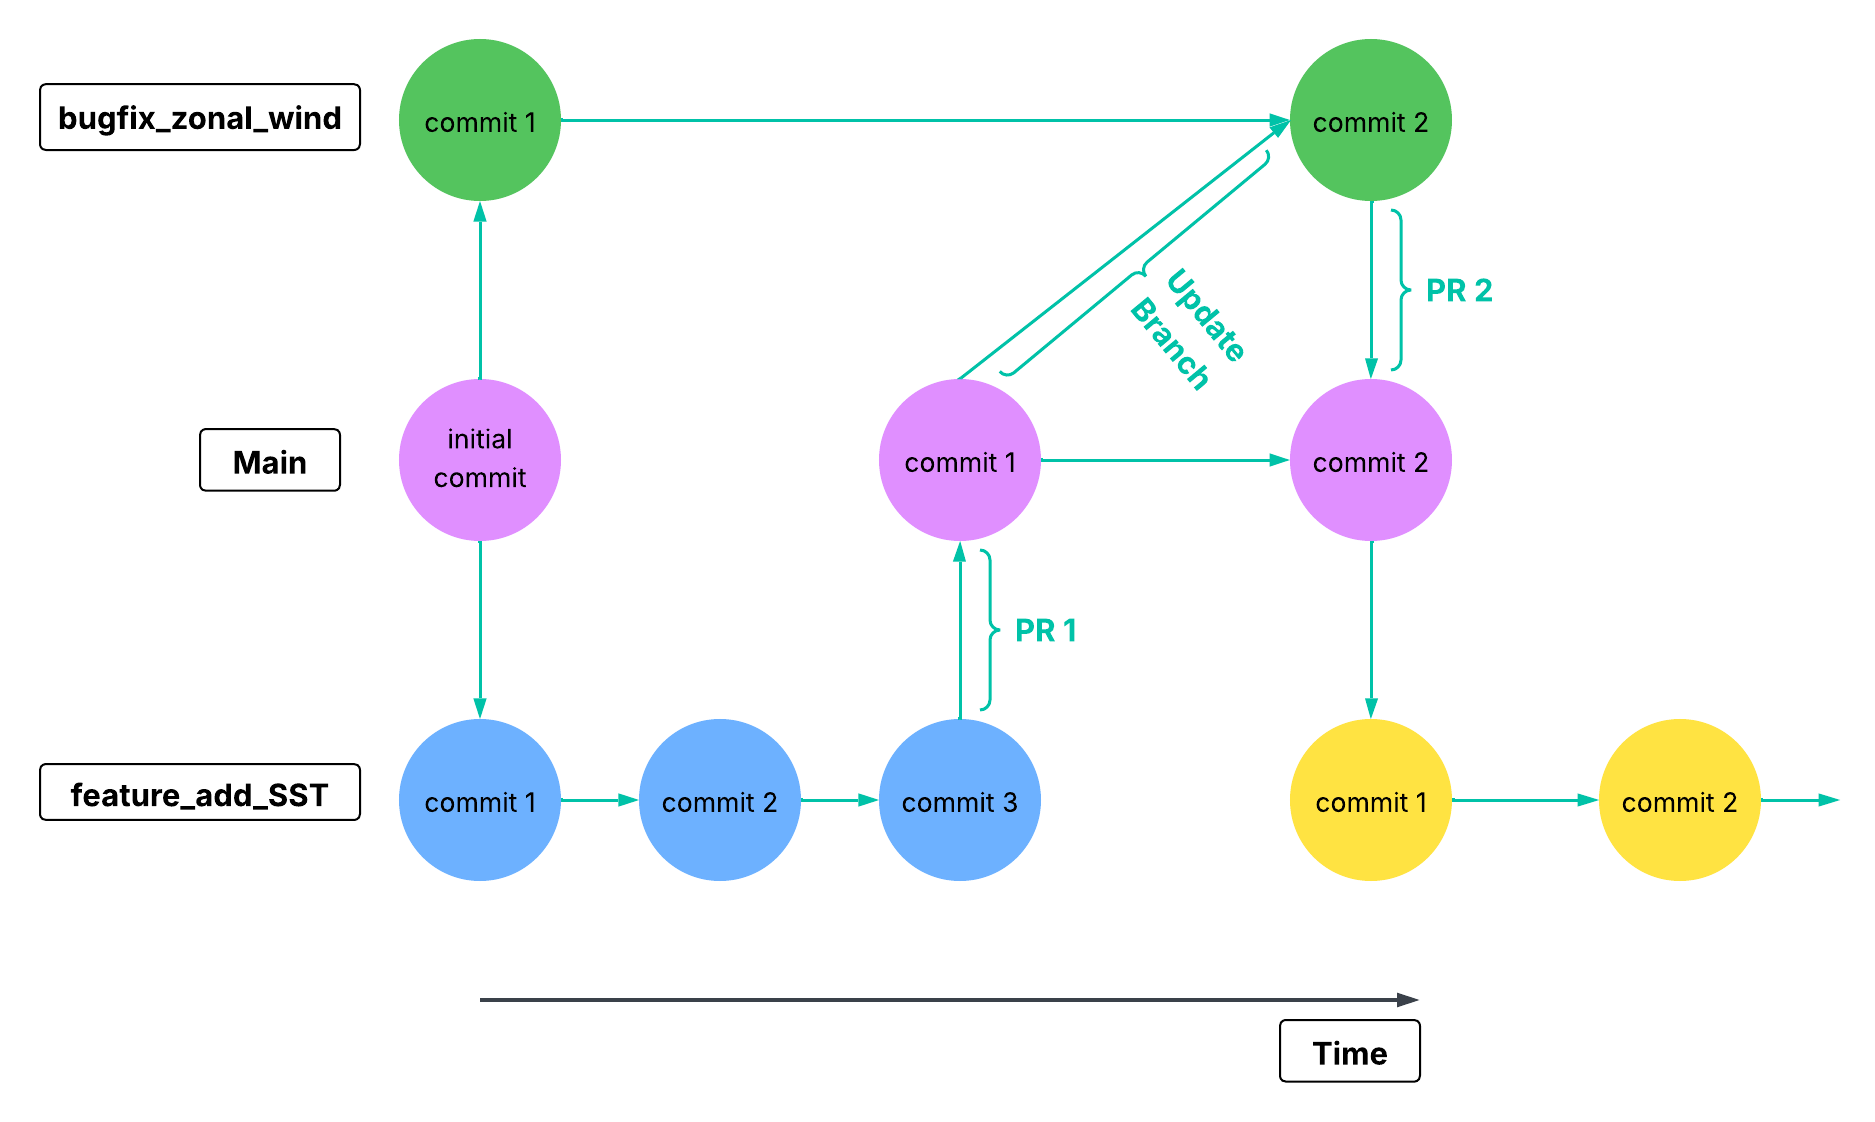 bugfix_zonal_wind
commit 1
commit 2
Update
Branch
PR 2
Main
initial
commit
commit 1
commit 2
PR 1
feature_add_SST
commit 1
commit 2
commit 3
commit 1
commit 2
Time